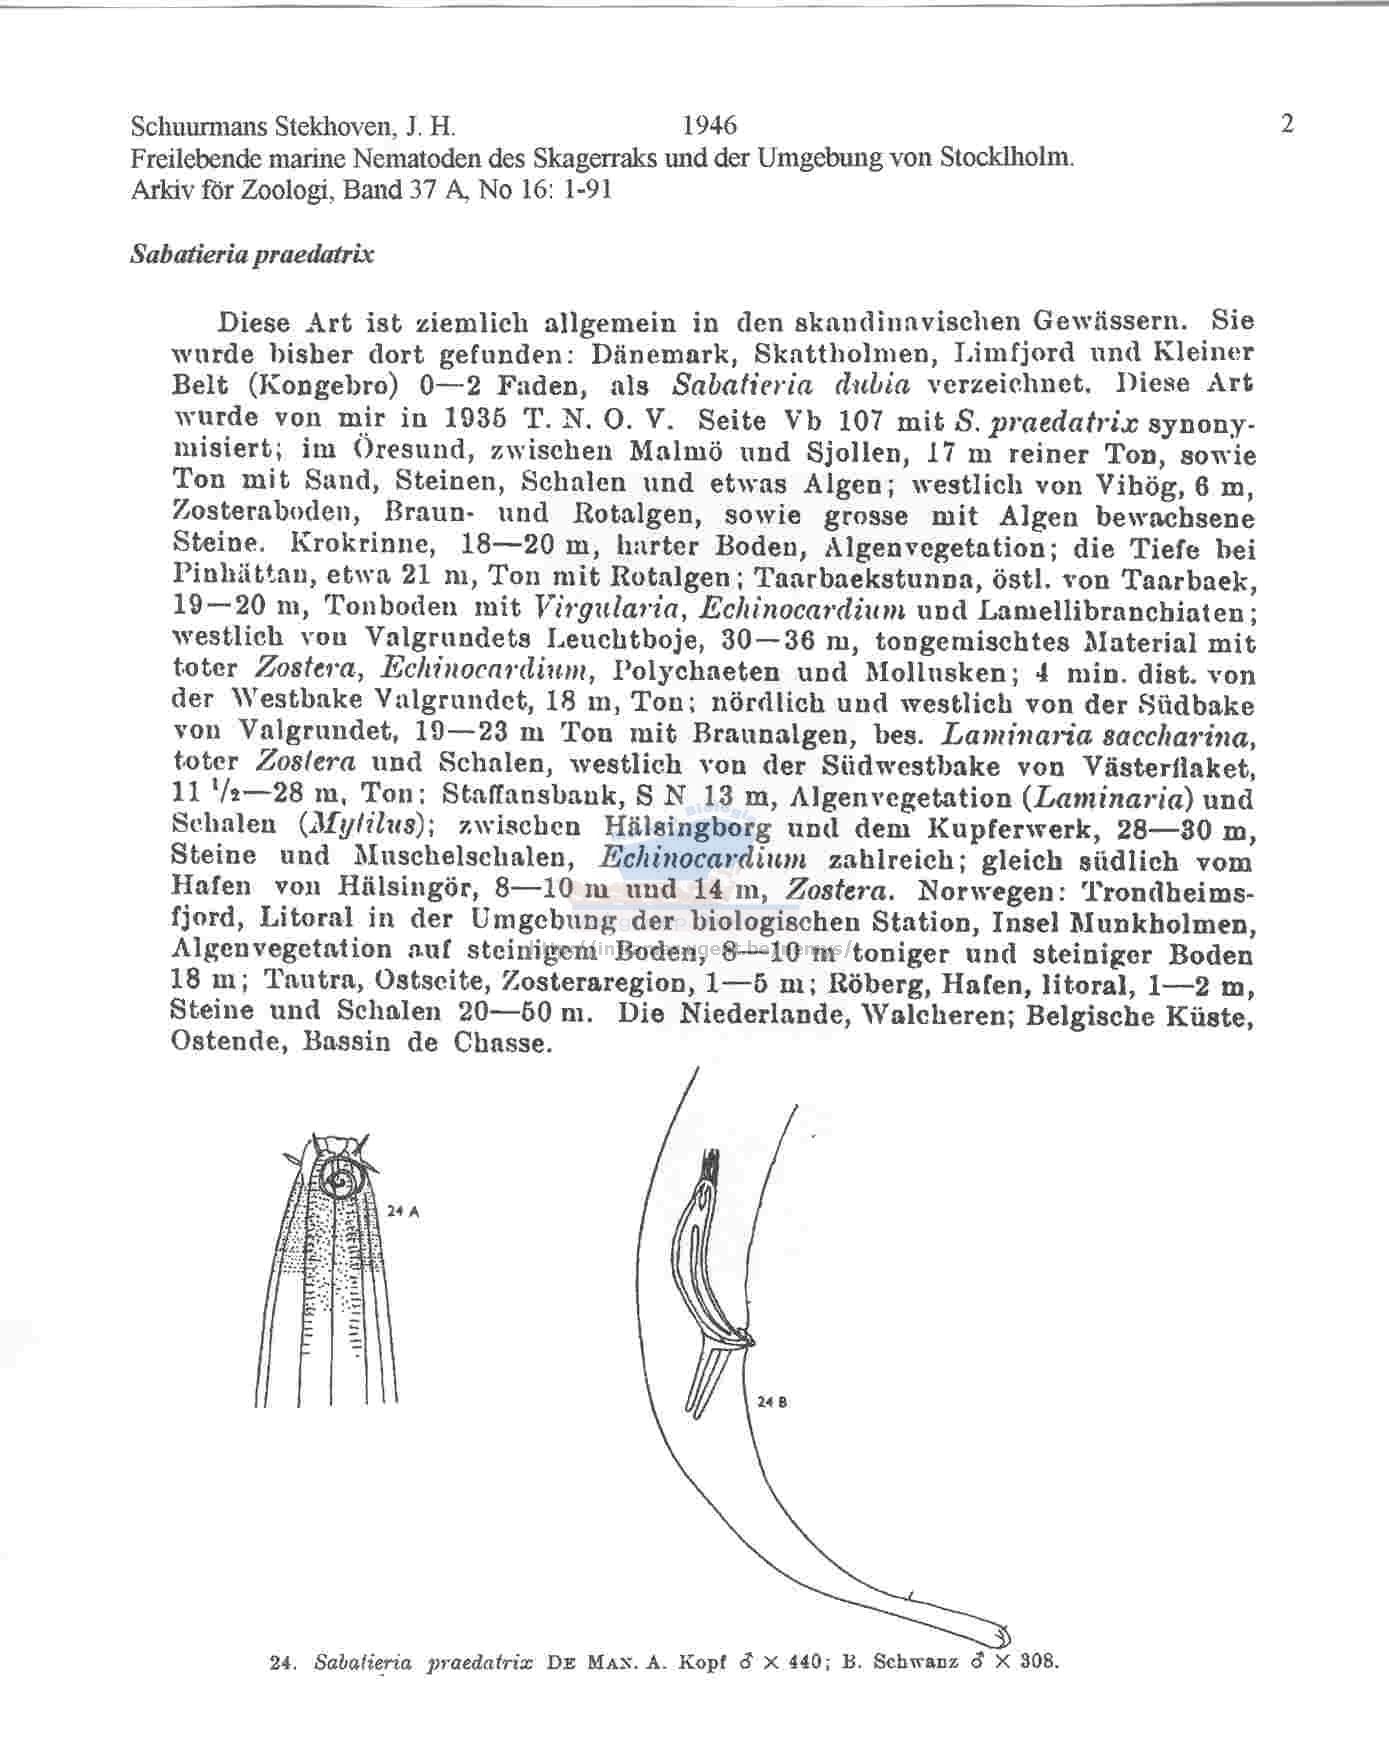 Schuurmans Stekhoven, J. H. 1946 2
Freilebende marine Nematoden des Skagerraks und der Umgebung von Stocklholm.
Arkiv för Zoologi, Band 37 A, No 16: 1-91
Sabatieria praedatrix
Diese Art ist ziemlich allgemein in den skandinavischen Gewässern. Sie
wurde bisher dort gefunden: Dänemark, Skattholmen, Limfjord und Kleiner
Belt (Kongebro) 0—2 Faden, als Sabatieria dubia verzeichnet. Diese Art
wurde von mir in 1935 T. N. O. V. Seite Vb 107 mit S. praedatrix synony-
misiert; im Öresund, zwischen Malmö und Sjollen, 17 m reiner Ton, sowie
Ton mit Sand, Steinen, Schalen und etwas Algen; westlich von Vihög, 6 m,
Zosteraboden, Braun- und Rotalgen, sowie grosse mit Algen bewachsene
Steine. Krokrinne, 18—20 m, harter Boden, Algenvegetation; die Tiefe bei
Pinhättan, etwa 21 m, Ton mit Rotalgen; Taarbaekstunna, östl. von Taarbaek,
19—20 m, Tonboden mit Virgularia, Echinocardium und Lamellibranchiaten;
westlich von Valgrundets Leuchtboje, 30—36 m, tongemischtes Material mit
toter Zostera, Echinocardium, Polychaeten und Mollusken; 4 min. dist. von
der Westbake Valgrundet, 18 m, Ton; nördlich und westlich von der Südbake
von Valgrundet, 19—23 m Ton mit Braunalgen, bes. Laminaria saccharina,
toter Zostera und Schalen, westlich von der Südwestbake von Västerflaket,
11 1/2—28 m, Ton; Staffansbank, S N 13 m, Algenvegetation (Laminaria) und
Schalen (Mytilus); zwischen Hälsingborg und dem Kupferwerk, 28—30 m,
Steine und Muschelschalen, Echinocardium zahlreich; gleich südlich vom
Hafen von Hälsingör, 8—10 m und 14 m, Zostera. Norwegen: Trondheims-
fjord, Litoral in der Umgebung der biologischen Station, Insel Munkholmen,
Algenvegetation auf steinigem Boden, 8—10 m toniger und steiniger Boden
18 m; Tautra, Ostseite, Zosteraregion, 1—5 m; Röberg, Hafen, litoral, 1—2 m,
Steine und Schalen 20—50 m. Die Niederlande, Walcheren; Belgische Küste,
Ostende, Bassin de Chasse.
24 A
24 B
24. Sabatieria praedatrix DE MAN. A. Kopf ♂ × 440; B. Schwanz ♂ × 308.